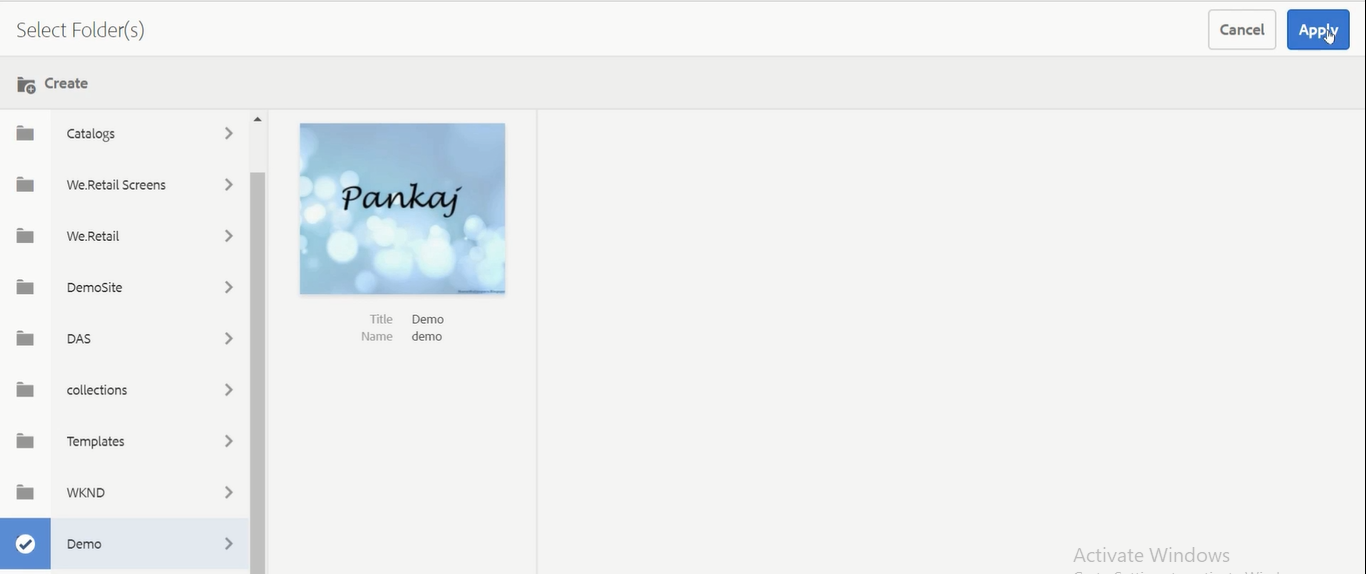 Select Folder(s)
Cancel
Apply
Create
Catalogs
We.Retail Screens
We.Retail
DemoSite
DAS
collections
Templates
WKND
Demo
Pankaj
Title Demo
Name demo
Activate Windows